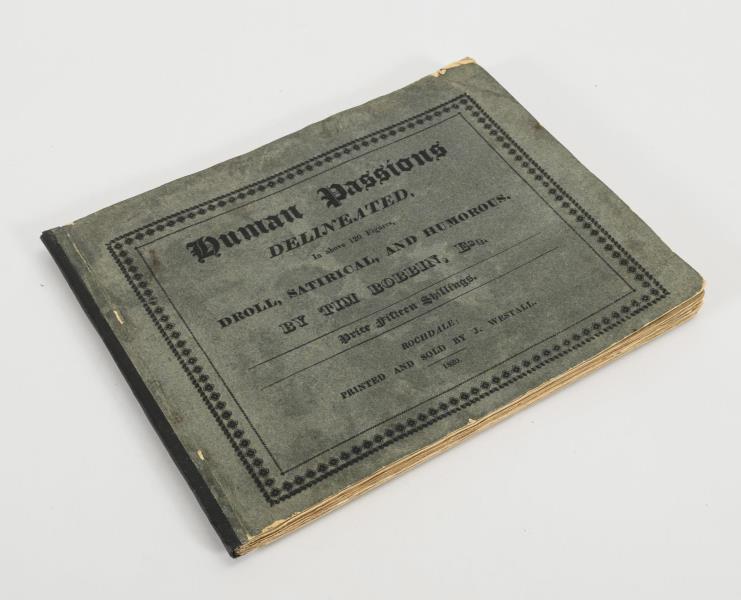 Human Passions
DELINEATED,
In above 120 Figures,
DROLL, SATIRICAL, AND HUMOROUS.
BY TIM BOBBIN, Esq.
Price Fifteen Shillings.
ROCHDALE:
PRINTED AND SOLD BY J. WESTALL.